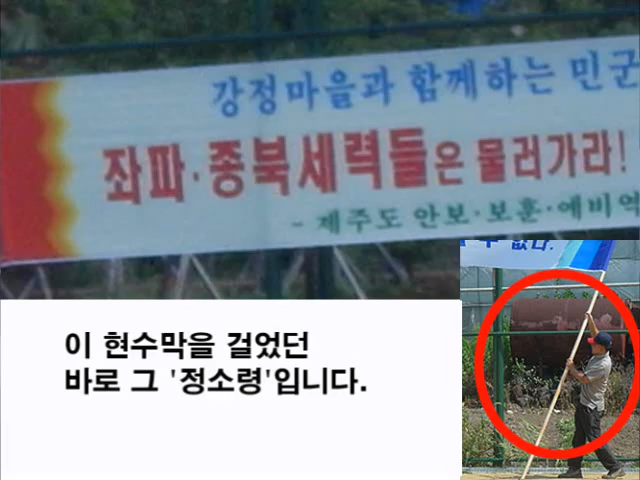 강정마을과 함께하는 민군
좌파·종북세력들은 물러가라!
- 제주도 안보·보훈·예비역
이 현수막을 걸었던
바로 그 '정소령'입니다.
없다.